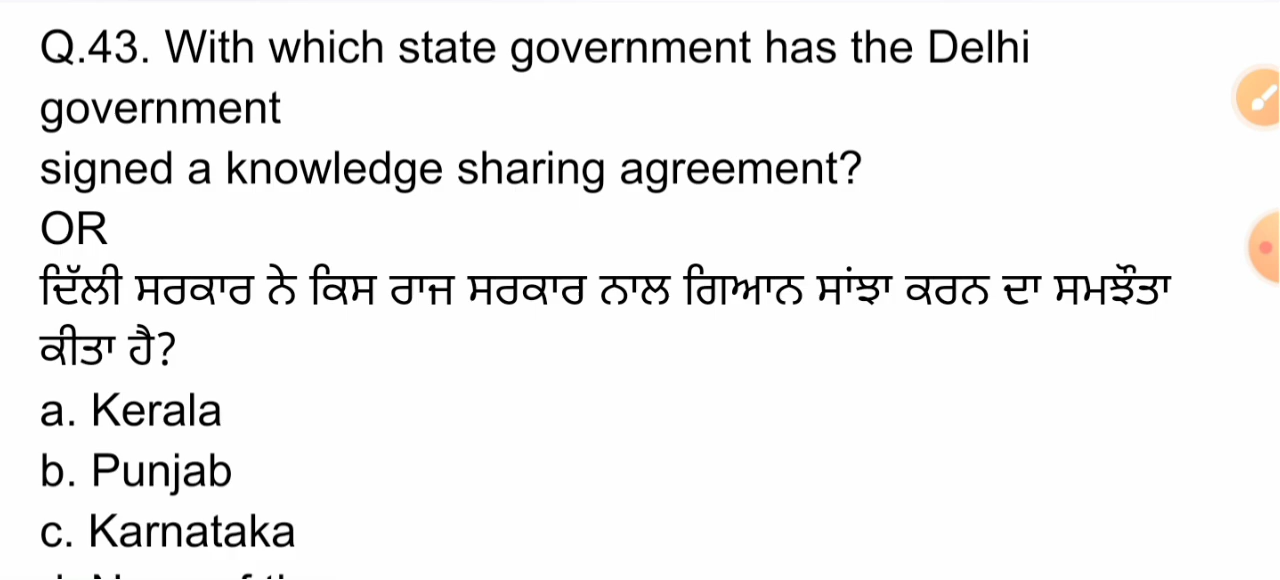 Q.43. With which state government has the Delhi
government
signed a knowledge sharing agreement?
OR
ਦਿੱਲੀ ਸਰਕਾਰ ਨੇ ਕਿਸ ਰਾਜ ਸਰਕਾਰ ਨਾਲ ਗਿਆਨ ਸਾਂਝਾ ਕਰਨ ਦਾ ਸਮਝੌਤਾ
ਕੀਤਾ ਹੈ?
a. Kerala
b. Punjab
c. Karnataka